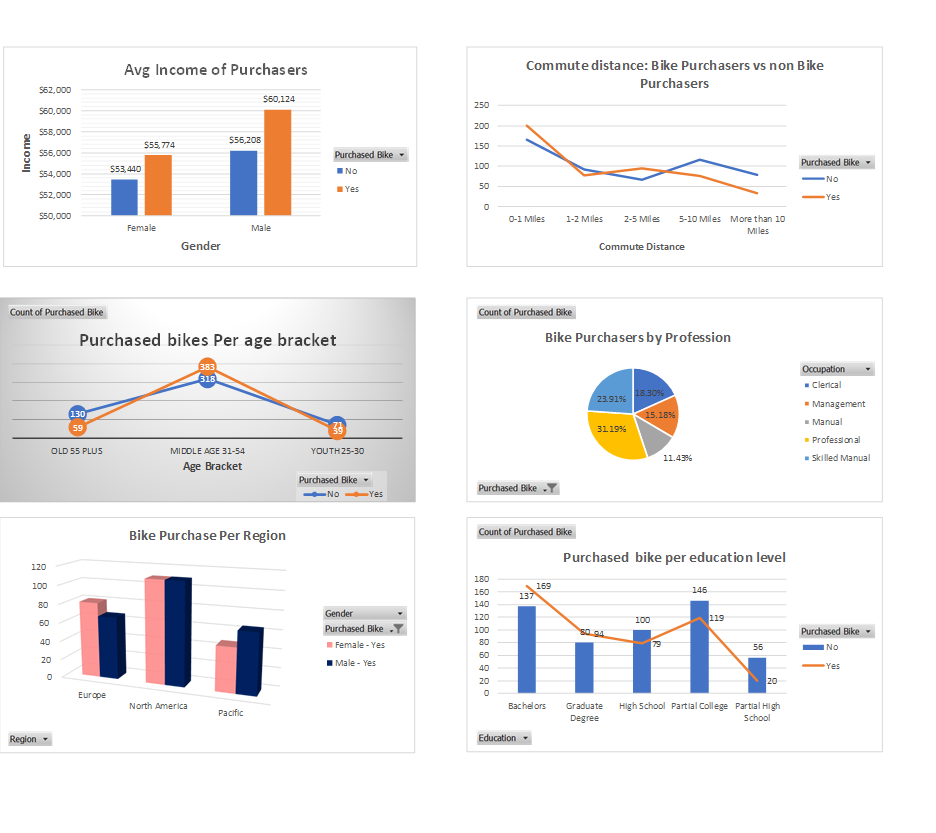 Avg Income of Purchasers
$62,000
$60,000
$58,000
$56,000
$54,000
$52,000
$50,000
Income
$53,440
$55,774
$56,208
$60,124
Female
Male
Gender
Purchased Bike
No
Yes
Commute distance: Bike Purchasers vs non Bike
Purchasers
250
200
150
100
50
0
0-1 Miles
1-2 Miles
2-5 Miles
5-10 Miles
More than 10
Miles
Commute Distance
Purchased Bike
No
Yes
Count of Purchased Bike
Purchased bikes Per age bracket
130
59
383
318
71
39
OLD 55 PLUS
MIDDLE AGE 31-54
YOUTH 25-30
Age Bracket
Purchased Bike
No
Yes
Count of Purchased Bike
Bike Purchasers by Profession
18.30%
15.18%
11.43%
31.19%
23.91%
Occupation
Clerical
Management
Manual
Professional
Skilled Manual
Purchased Bike
Bike Purchase Per Region
120
100
80
60
40
20
0
Europe
North America
Pacific
Gender
Purchased Bike
Female - Yes
Male - Yes
Region
Count of Purchased Bike
Purchased bike per education level
180
160
140
120
100
80
60
40
20
0
137
169
80
94
100
79
146
119
56
20
Bachelors
Graduate
Degree
High School
Partial College
Partial High
School
Purchased Bike
No
Yes
Education